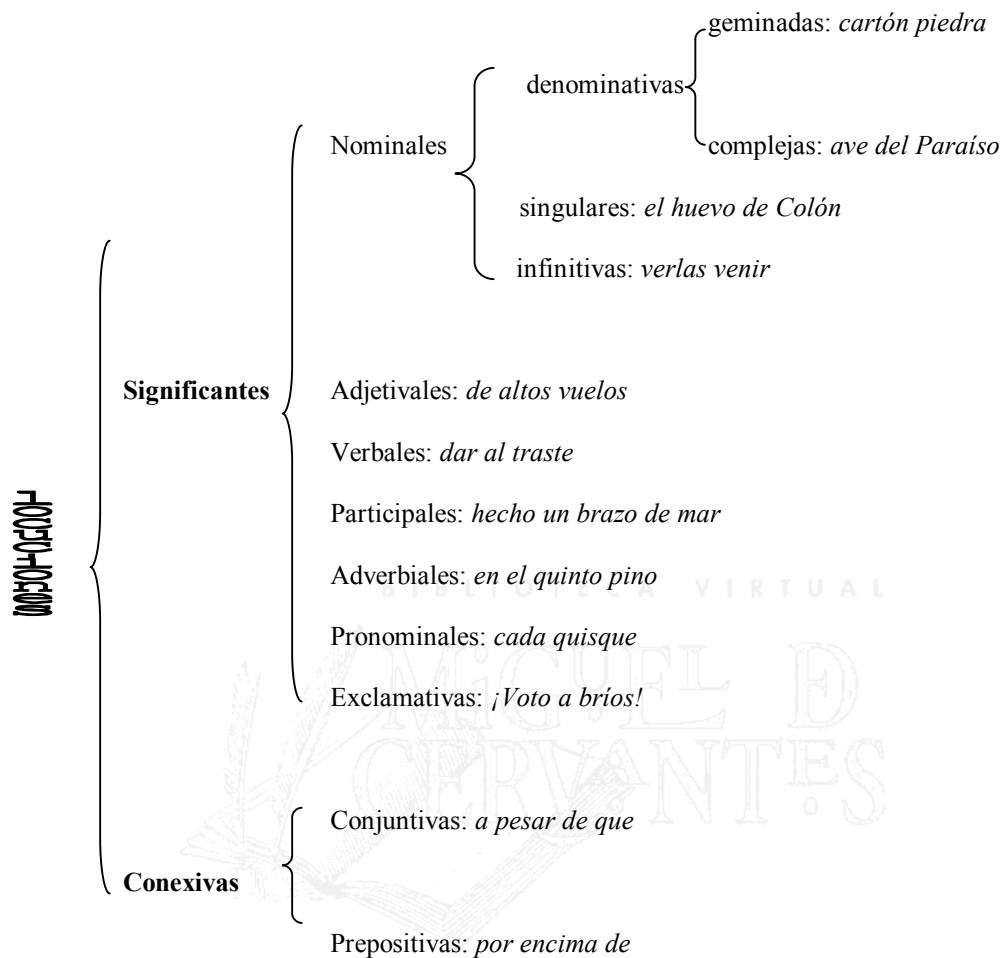 geminadas: cartón piedra
denominativas
Nominales
complejas: ave del Paraíso
singulares: el huevo de Colón
infinitivas: verlas venir
Significantes
Adjetivales: de altos vuelos
Verbales: dar al traste
Participales: hecho un brazo de mar
Adverbiales: en el quinto pino
BIBLIOTECA VIRTUAL
Pronominales: cada quisque
MIGUEL DE
CERVANTES
Exclamativas: ¡Voto a bríos!
Conjuntivas: a pesar de que
Conexivas
Prepositivas: por encima de